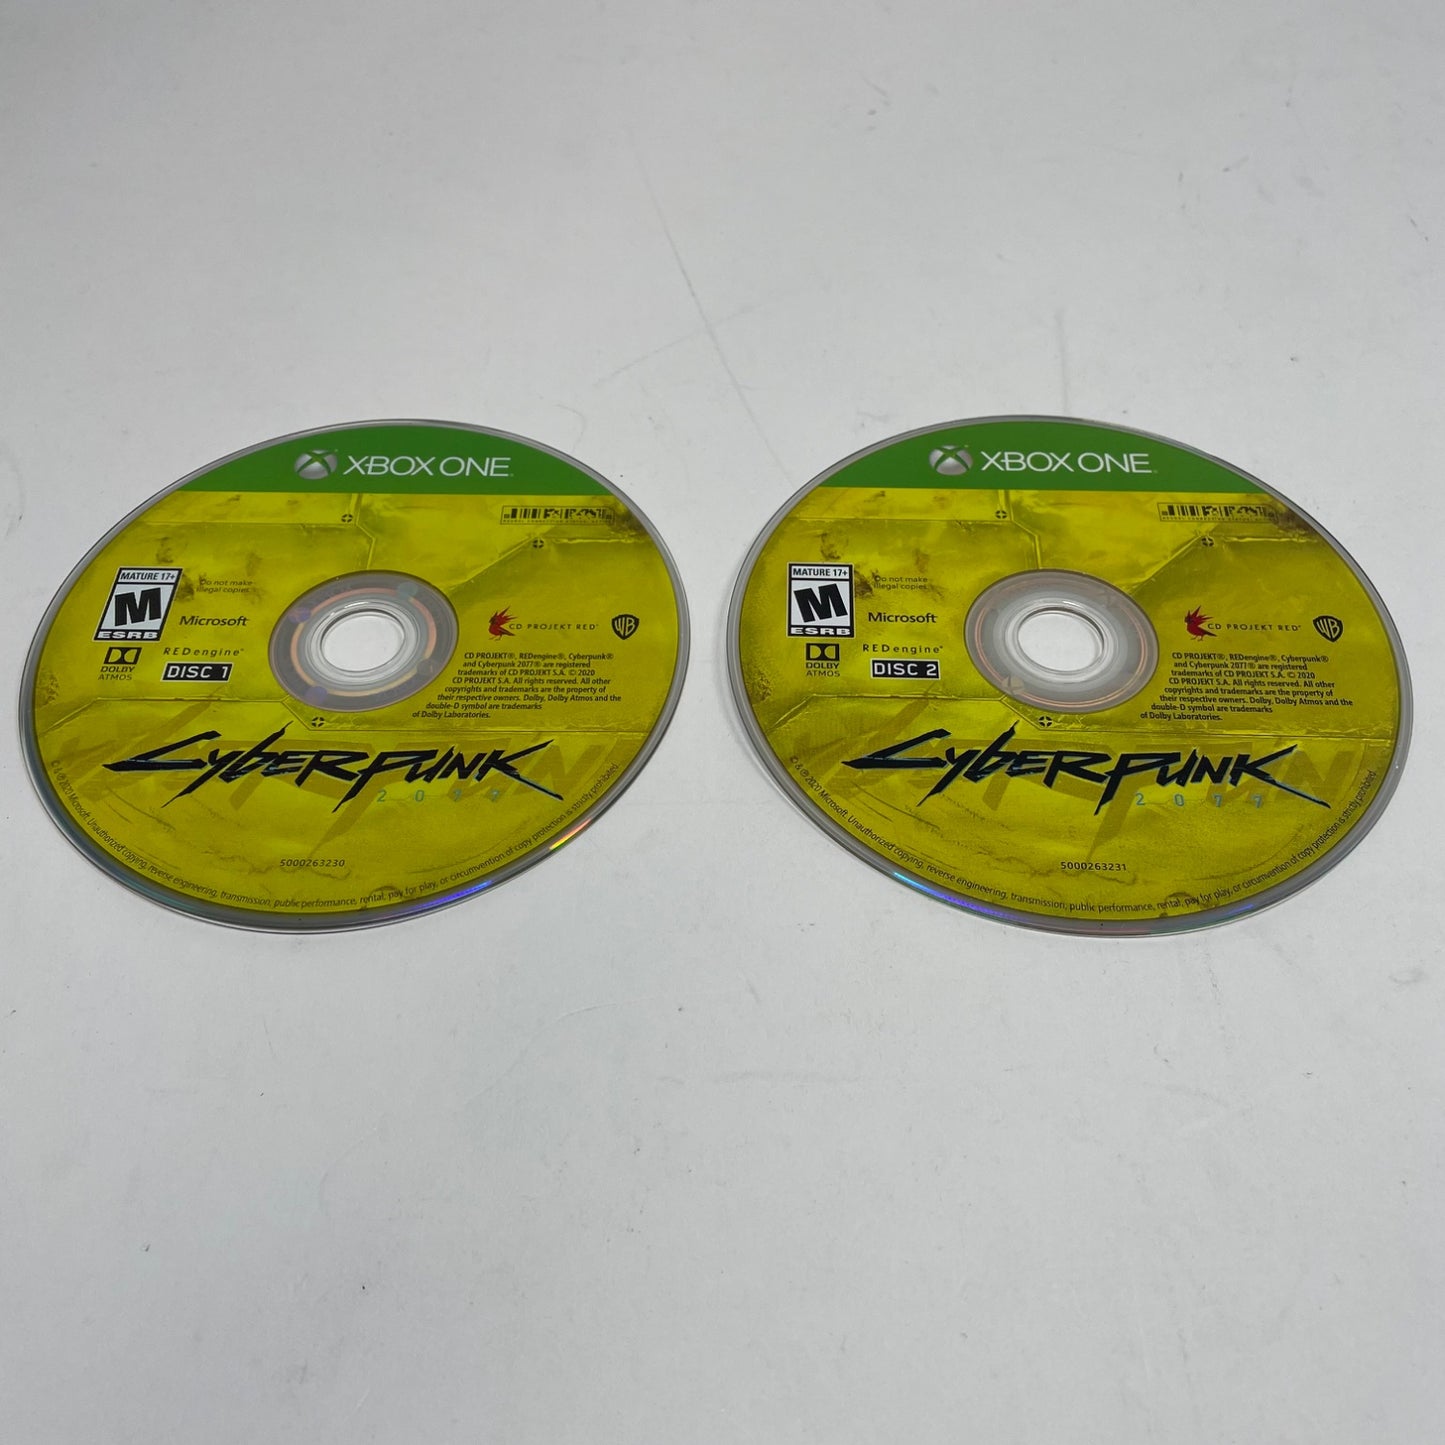 XBOX ONE
MATURE 17+
M
ESRB
Do not make
illegal copies.
Microsoft
DOLBY
ATMOS
REDengine™
DISC 1
CD PROJEKT RED™
WB
CD PROJEKT®, REDengine®, Cyberpunk®
and Cyberpunk 2077® are registered
trademarks of CD PROJEKT S.A. © 2020
CD PROJEKT S.A. All rights reserved. All other
copyrights and trademarks are the property of
their respective owners. Dolby, Dolby Atmos and the
double-D symbol are trademarks
of Dolby Laboratories.
CYBERPUNK
2077
5000263230
© & ℗ 2020 Microsoft. Unauthorized copying, reverse engineering, transmission, public performance, rental, pay for play, or circumvention of copy protection is strictly prohibited.
XBOX ONE
MATURE 17+
M
ESRB
Do not make
illegal copies.
Microsoft
DOLBY
ATMOS
REDengine™
DISC 2
CD PROJEKT RED™
WB
CD PROJEKT®, REDengine®, Cyberpunk®
and Cyberpunk 2077® are registered
trademarks of CD PROJEKT S.A. © 2020
CD PROJEKT S.A. All rights reserved. All other
copyrights and trademarks are the property of
their respective owners. Dolby, Dolby Atmos and the
double-D symbol are trademarks
of Dolby Laboratories.
CYBERPUNK
2077
5000263231
© & ℗ 2020 Microsoft. Unauthorized copying, reverse engineering, transmission, public performance, rental, pay for play, or circumvention of copy protection is strictly prohibited.